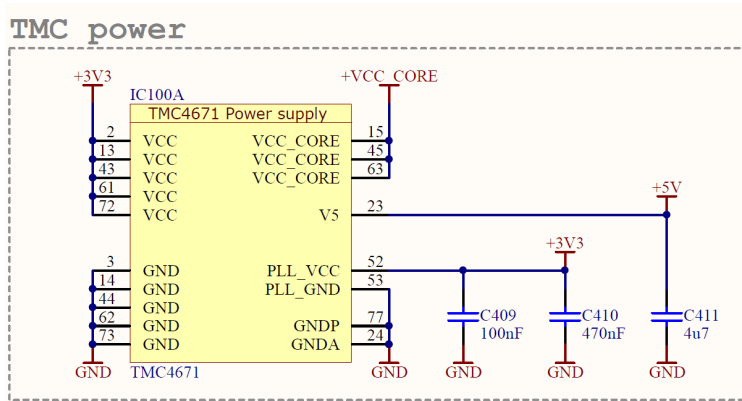 TMC power
+3V3
+VCC_CORE
IC100A
TMC4671 Power supply
2 VCC VCC_CORE 15
13 VCC VCC_CORE 45
43 VCC VCC_CORE 63
61 VCC
72 VCC V5 23
+5V
+3V3
3 GND PLL_VCC 52
14 GND PLL_GND 53
44 GND
62 GND GNDP 77
73 GND GNDA 24
C409
100nF
C410
470nF
C411
4u7
GND TMC4671 GND GND GND GND